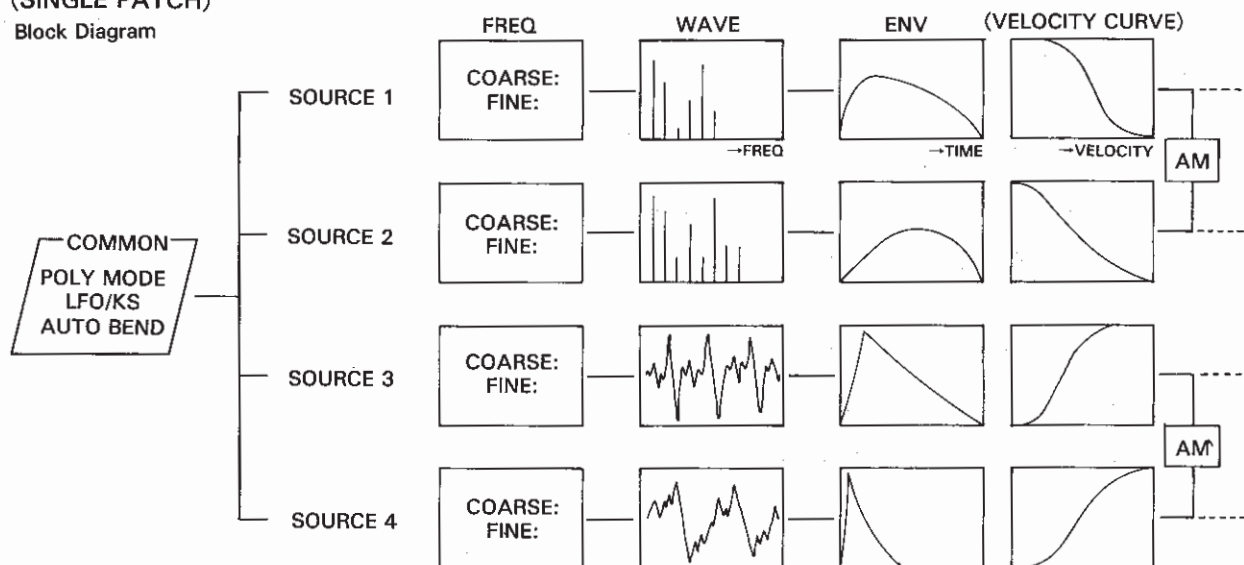 (SINGLE PATCH)
Block Diagram
FREQ WAVE ENV (VELOCITY CURVE)
SOURCE 1
COARSE:
FINE:
→FREQ →TIME →VELOCITY
AM
SOURCE 2
COARSE:
FINE:
COMMON
POLY MODE
LFO/KS
AUTO BEND
SOURCE 3
COARSE:
FINE:
AM
SOURCE 4
COARSE:
FINE: